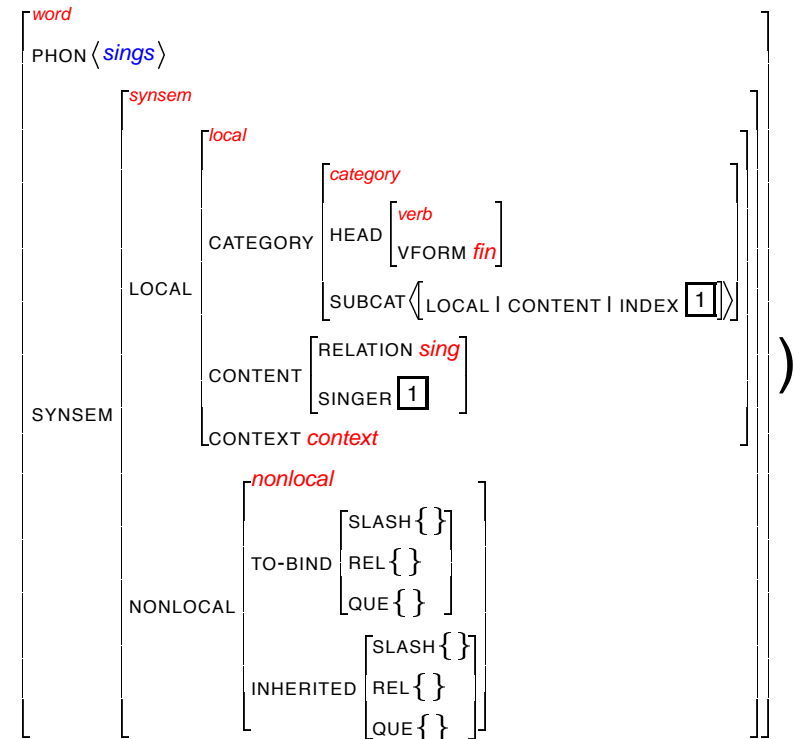 word
PHON ⟨sings⟩
synsem
local
category
verb
CATEGORY HEAD
VFORM fin
LOCAL
SUBCAT ⟨[LOCAL | CONTENT | INDEX 1]⟩
RELATION sing
CONTENT
SINGER 1
)
SYNSEM
CONTEXT context
nonlocal
SLASH { }
TO-BIND REL { }
QUE { }
NONLOCAL
SLASH { }
INHERITED REL { }
QUE { }